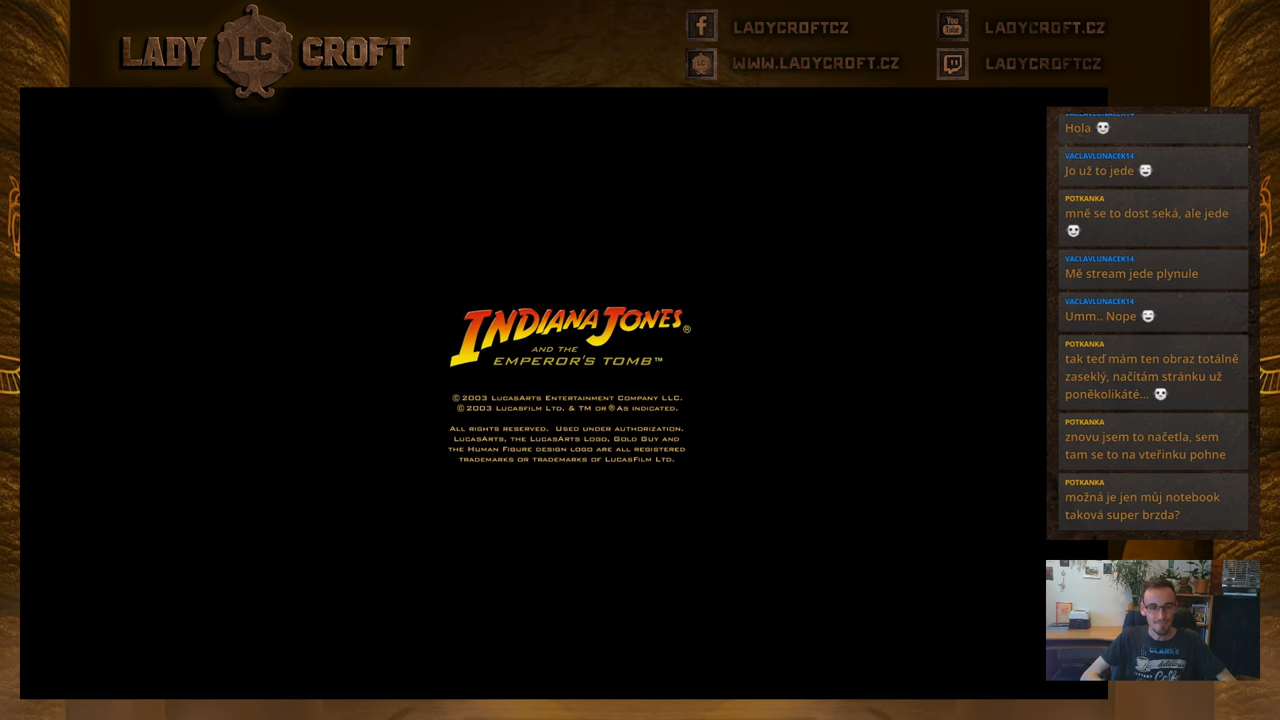 LADY LC CROFT
LADYCROFTCZ
LADYCROFT.CZ
WWW.LADYCROFT.CZ
LADYCROFTCZ
INDIANA JONES®
AND THE
EMPEROR'S TOMB™
© 2003 LucasArts Entertainment Company LLC.
© 2003 Lucasfilm Ltd. & TM or ® As indicated.
All rights reserved. Used under authorization.
LucasArts, the LucasArts Logo, Gold Guy and
the Human Figure design logo are all registered
trademarks or trademarks of LucasFilm Ltd.
VACLAVLUNACEK14
Hola
VACLAVLUNACEK14
Jo už to jede
POTKANKA
mně se to dost seká, ale jede
VACLAVLUNACEK14
Mě stream jede plynule
VACLAVLUNACEK14
Umm.. Nope
POTKANKA
tak teď mám ten obraz totálně
zaseklý, načítám stránku už
poněkolikáté...
POTKANKA
znovu jsem to načetla, sem
tam se to na vteřinku pohne
POTKANKA
možná je jen můj notebook
taková super brzda?